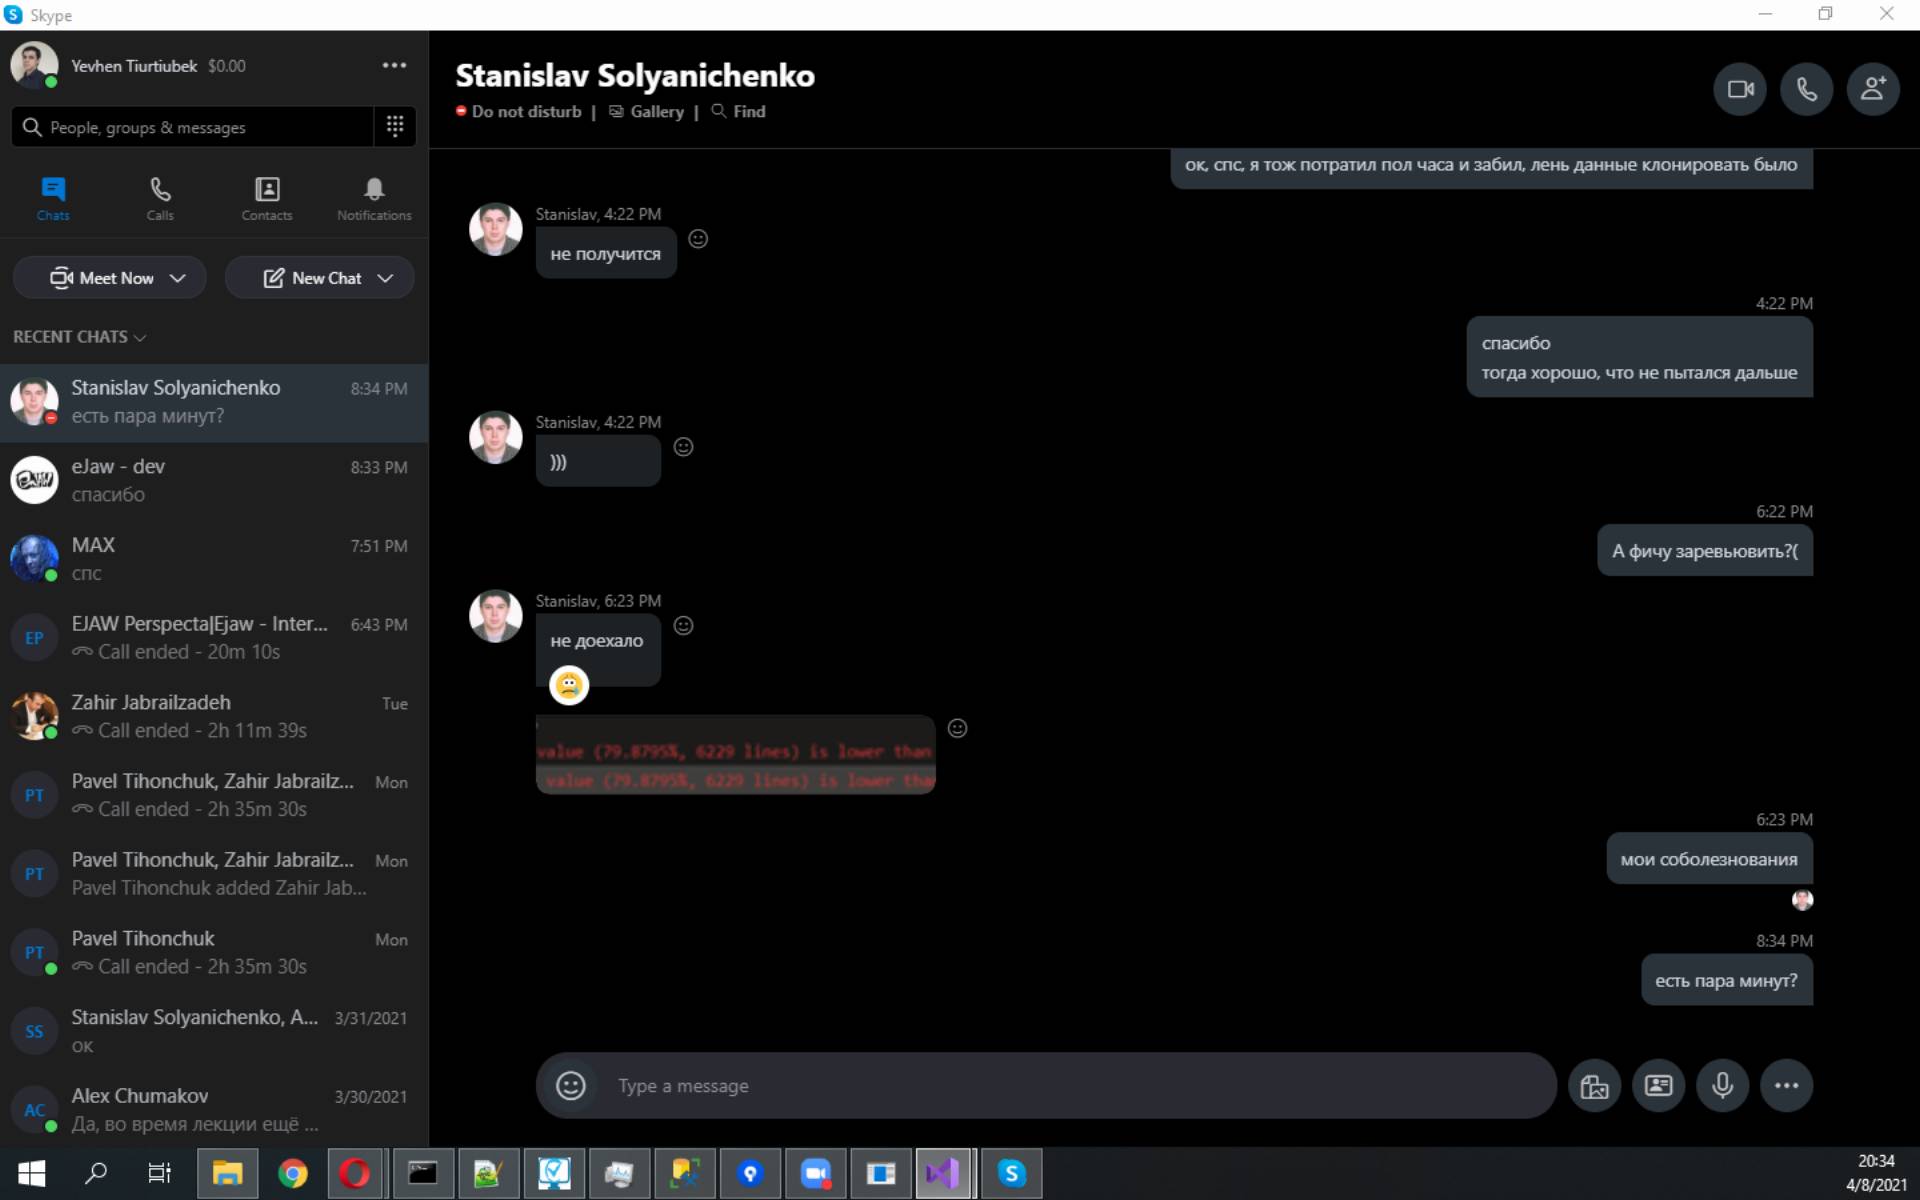 Skype
Yevhen Tiurtiubek $0.00
People, groups & messages
Chats
Calls
Contacts
Notifications
Meet Now
New Chat
RECENT CHATS
Stanislav Solyanichenko 8:34 PM
есть пара минут?
eJaw - dev 8:33 PM
спасибо
MAX 7:51 PM
спс
EP
EJAW Perspecta|Ejaw - Inter... 6:43 PM
Call ended - 20m 10s
Zahir Jabrailzadeh Tue
Call ended - 2h 11m 39s
PT
Pavel Tihonchuk, Zahir Jabrailz... Mon
Call ended - 2h 35m 30s
PT
Pavel Tihonchuk, Zahir Jabrailz... Mon
Pavel Tihonchuk added Zahir Jab...
PT
Pavel Tihonchuk Mon
Call ended - 2h 35m 30s
SS
Stanislav Solyanichenko, A... 3/31/2021
ок
AC
Alex Chumakov 3/30/2021
Да, во время лекции ещё ...
Stanislav Solyanichenko
Do not disturb | Gallery | Find
ок, спс, я тож потратил пол часа и забил, лень данные клонировать было
Stanislav, 4:22 PM
не получится
4:22 PM
спасибо
тогда хорошо, что не пытался дальше
Stanislav, 4:22 PM
)))
6:22 PM
А фичу заревьювить?(
Stanislav, 6:23 PM
не доехало
value (79.8795%, 6229 lines) is lower than
value (79.8795%, 6229 lines) is lower tha
6:23 PM
мои соболезнования
8:34 PM
есть пара минут?
Type a message
20:34
4/8/2021